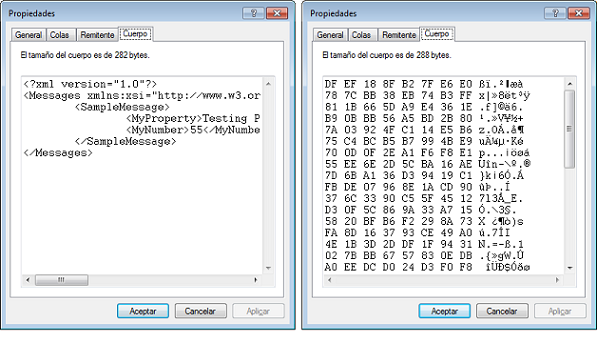 Propiedades
General Colas Remitente Cuerpo
El tamaño del cuerpo es de 282 bytes.
<?xml version="1.0"?>
<Messages xmlns:xsi="http://www.w3.or
<SampleMessage>
<MyProperty>Testing P
<MyNumber>55</MyNumbe
</SampleMessage>
</Messages>
Aceptar Cancelar Aplicar
Propiedades
General Colas Remitente Cuerpo
El tamaño del cuerpo es de 288 bytes.
DF EF 18 8F B2 7F E6 E0
78 7C BB 38 EB 74 B3 FF x|»8ët³ÿ
81 1B 66 5D A9 E4 36 1E .f]©ä6.
B9 0B BB 56 A5 BD 2B 80 ¹.»V¥½+
7A 03 92 4F C1 14 E5 B6 z.OÁ.å¶
75 C4 BC B5 B7 99 4B E9 uÄ¼µ·Ké
70 0D 0F 2E A1 F6 F8 E1 p...¡öøá
55 EE 6E 2D 5C BA 16 AE Uîn-\º.®
7D 6B A1 36 D3 94 19 C1 }k¡6Ó.Á
FB DE 07 96 8E 1A CD 90
37 6C 33 90 C5 5F 45 12 7l3Å_E.
D3 0F 5C 86 9A 33 A7 15 Ó.\3§.
58 20 BF B6 F2 29 8A 73 X ¿¶ò)s
FA 8D 16 37 93 CE 49 A0 ú.7ÎI
4E 1B 3D 2D DF 1F 94 31 N.=-ß.1
02 7B BB 67 57 83 0E DB .{»gW.Û
A0 EE DC D0 24 D3 F0 F8 îÜÐ$Óðø
Aceptar Cancelar Aplicar